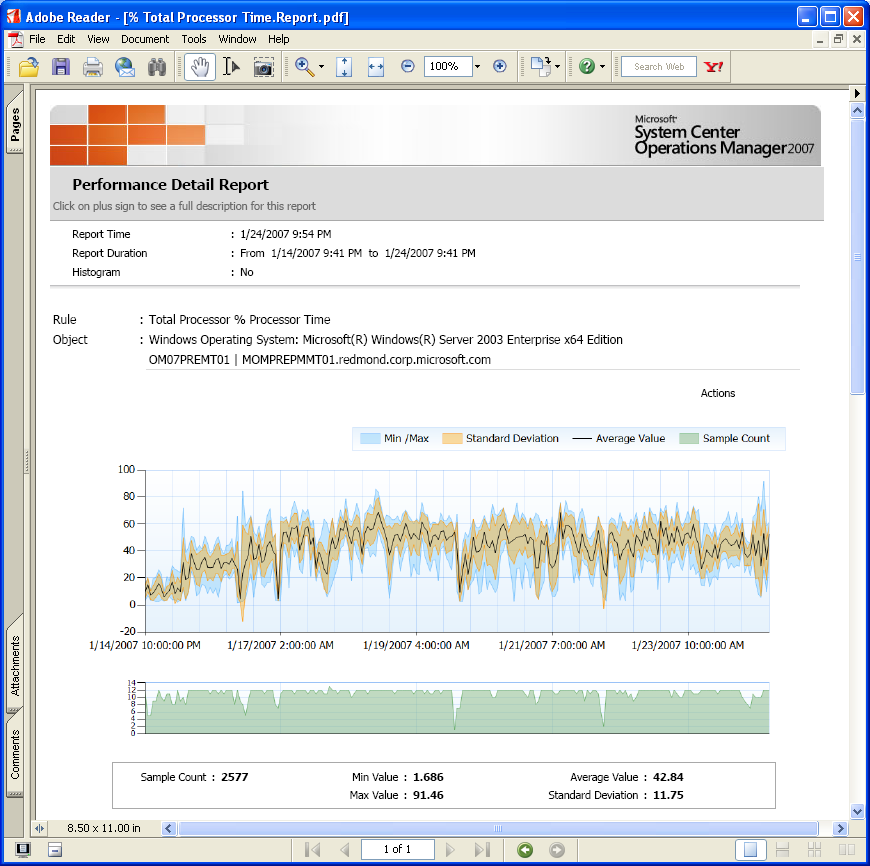 Adobe Reader - [% Total Processor Time.Report.pdf]
File Edit View Document Tools Window Help
100% Search Web Y!
Pages
Microsoft
System Center
Operations Manager 2007
Performance Detail Report
Click on plus sign to see a full description for this report
Report Time : 1/24/2007 9:54 PM
Report Duration : From 1/14/2007 9:41 PM to 1/24/2007 9:41 PM
Histogram : No
Rule : Total Processor % Processor Time
Object : Windows Operating System: Microsoft(R) Windows(R) Server 2003 Enterprise x64 Edition
OM07PREMT01 | MOMPREPMMT01.redmond.corp.microsoft.com
Actions
Min /Max Standard Deviation Average Value Sample Count
100
80
60
40
20
0
-20
1/14/2007 10:00:00 PM 1/17/2007 2:00:00 AM 1/19/2007 4:00:00 AM 1/21/2007 7:00:00 AM 1/23/2007 10:00:00 AM
14
12
10
8
6
4
2
0
Attachments
Comments
Sample Count : 2577 Min Value : 1.686 Average Value : 42.84
Max Value : 91.46 Standard Deviation : 11.75
8.50 x 11.00 in
1 of 1